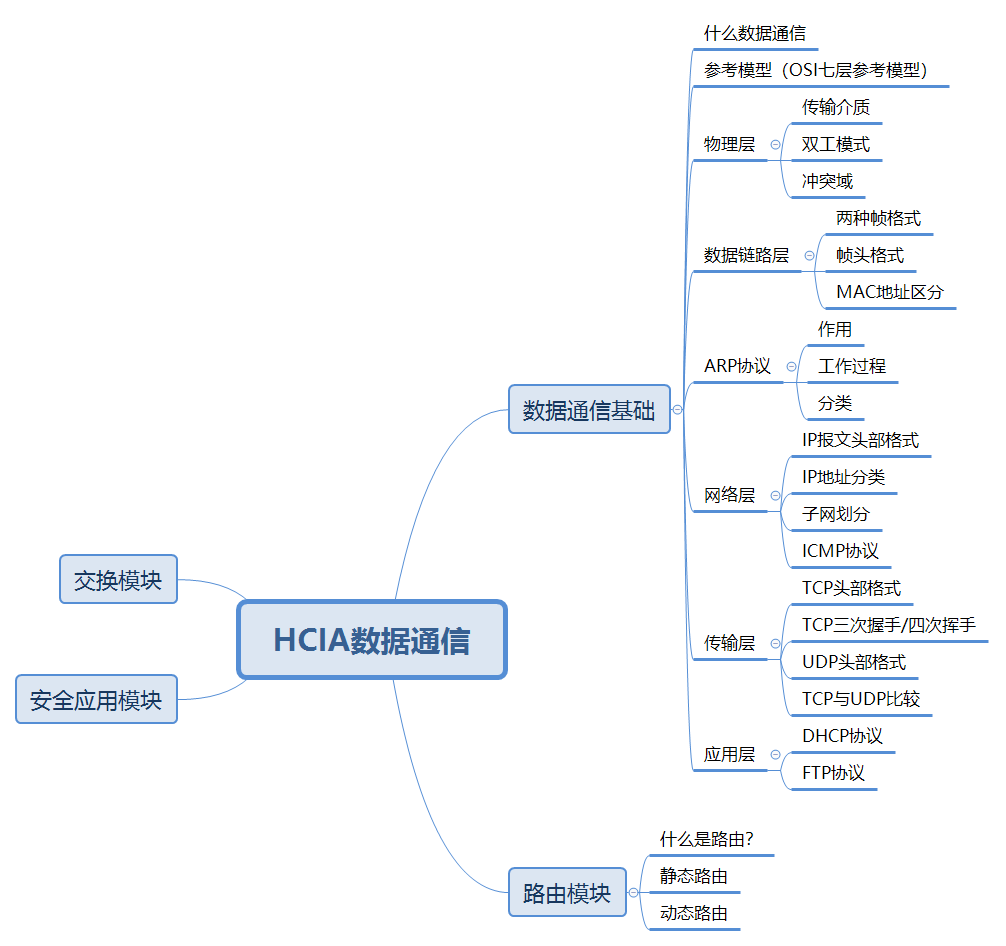 HCIA数据通信
数据通信基础
什么数据通信
参考模型（OSI七层参考模型）
物理层
传输介质
双工模式
冲突域
数据链路层
两种帧格式
帧头格式
MAC地址区分
ARP协议
作用
工作过程
分类
网络层
IP报文头部格式
IP地址分类
子网划分
ICMP协议
传输层
TCP头部格式
TCP三次握手/四次挥手
UDP头部格式
TCP与UDP比较
应用层
DHCP协议
FTP协议
路由模块
什么是路由？
静态路由
动态路由
交换模块
安全应用模块